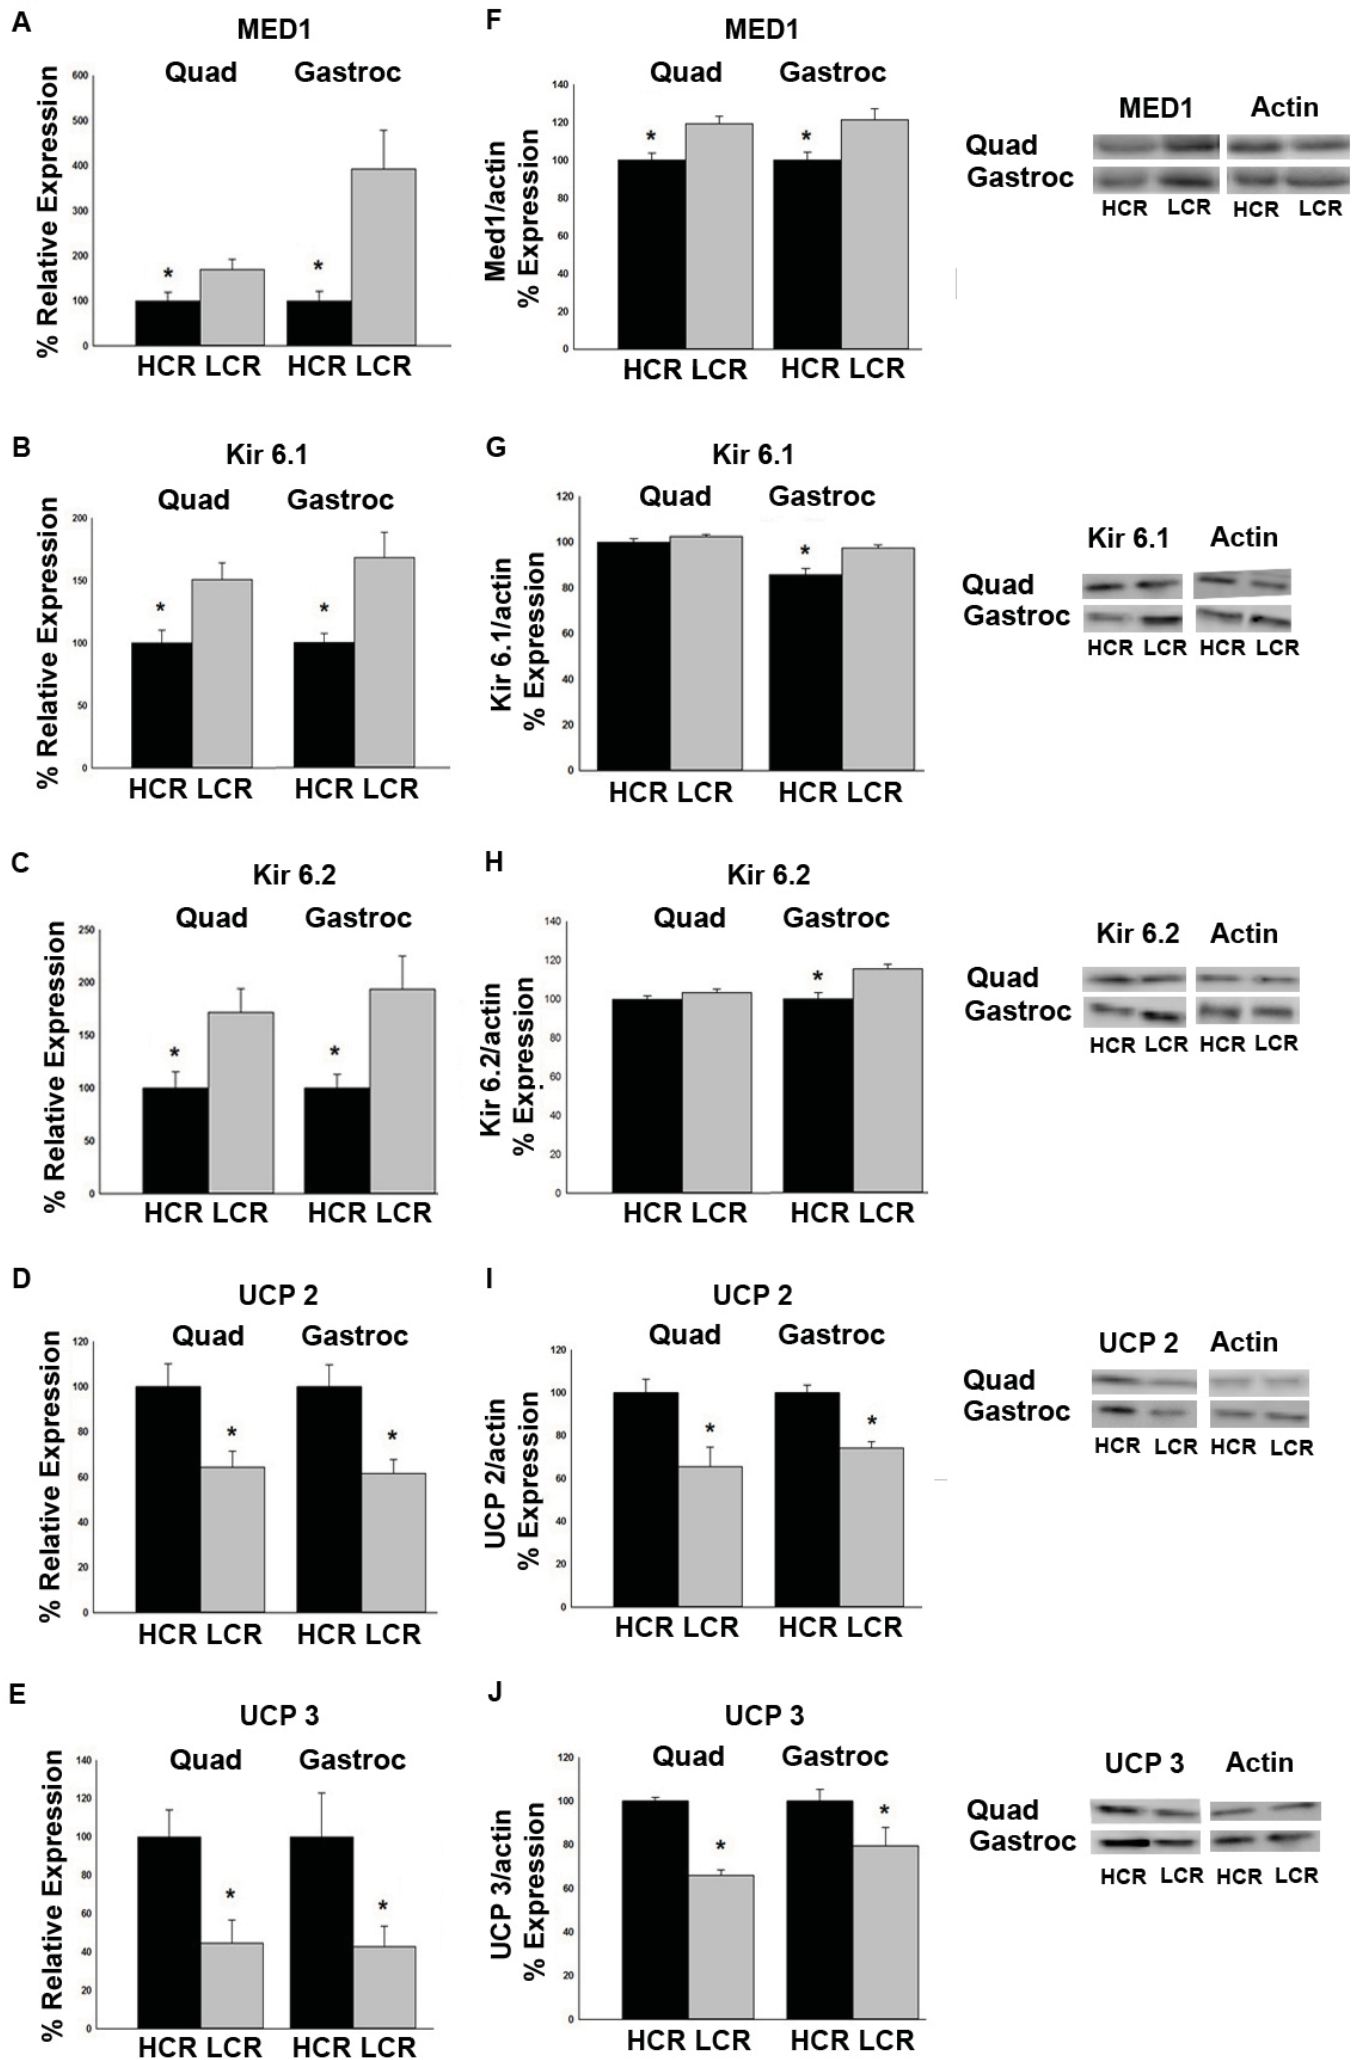 A
MED1
Quad Gastroc
% Relative Expression
600
500
400
300
200
100
0
* *
HCR LCR HCR LCR
F
MED1
Quad Gastroc
Med1/actin
% Expression
140
120
100
80
60
40
20
0
* *
HCR LCR HCR LCR
MED1 Actin
Quad
Gastroc
HCR LCR HCR LCR
B
Kir 6.1
Quad Gastroc
% Relative Expression
200
150
100
50
0
* *
HCR LCR HCR LCR
G
Kir 6.1
Quad Gastroc
Kir 6.1/actin
% Expression
120
100
80
60
40
20
0
*
HCR LCR HCR LCR
Kir 6.1 Actin
Quad
Gastroc
HCR LCR HCR LCR
C
Kir 6.2
Quad Gastroc
% Relative Expression
250
200
150
100
50
0
* *
HCR LCR HCR LCR
H
Kir 6.2
Quad Gastroc
Kir 6.2/actin
% Expression
140
120
100
80
60
40
20
0
*
HCR LCR HCR LCR
Kir 6.2 Actin
Quad
Gastroc
HCR LCR HCR LCR
D
UCP 2
Quad Gastroc
% Relative Expression
120
100
80
60
40
20
0
* *
HCR LCR HCR LCR
I
UCP 2
Quad Gastroc
UCP 2/actin
% Expression
120
100
80
60
40
20
0
* *
HCR LCR HCR LCR
UCP 2 Actin
Quad
Gastroc
HCR LCR HCR LCR
E
UCP 3
Quad Gastroc
% Relative Expression
140
120
100
80
60
40
20
0
* *
HCR LCR HCR LCR
J
UCP 3
Quad Gastroc
UCP 3/actin
% Expression
120
100
80
60
40
20
0
* *
HCR LCR HCR LCR
UCP 3 Actin
Quad
Gastroc
HCR LCR HCR LCR